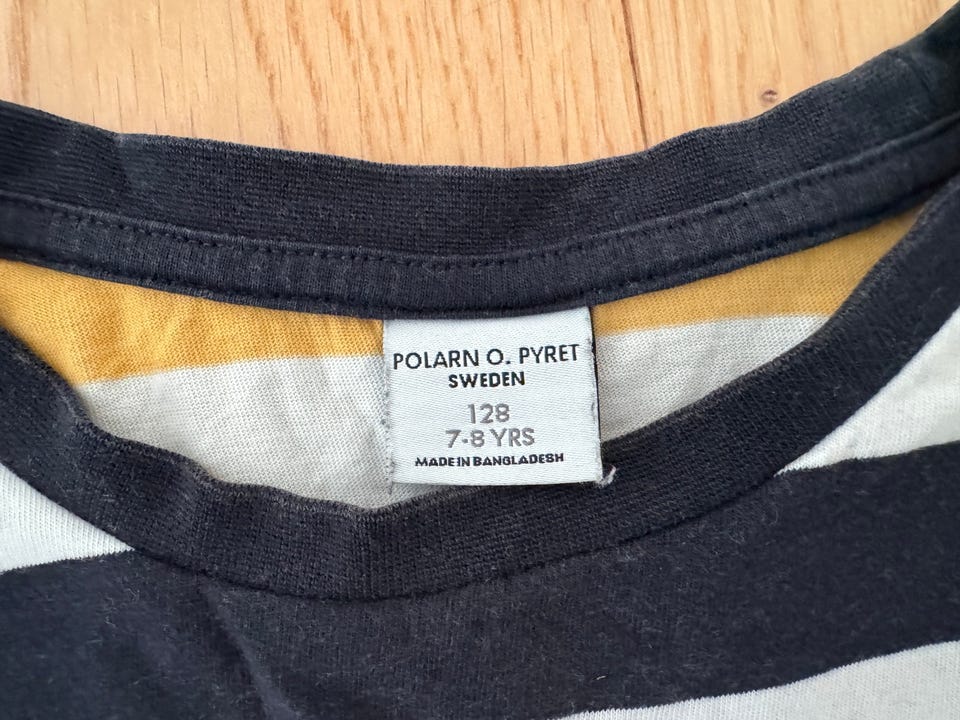 POLARN O. PYRET
SWEDEN
128
7-8 YRS
MADE IN BANGLADESH